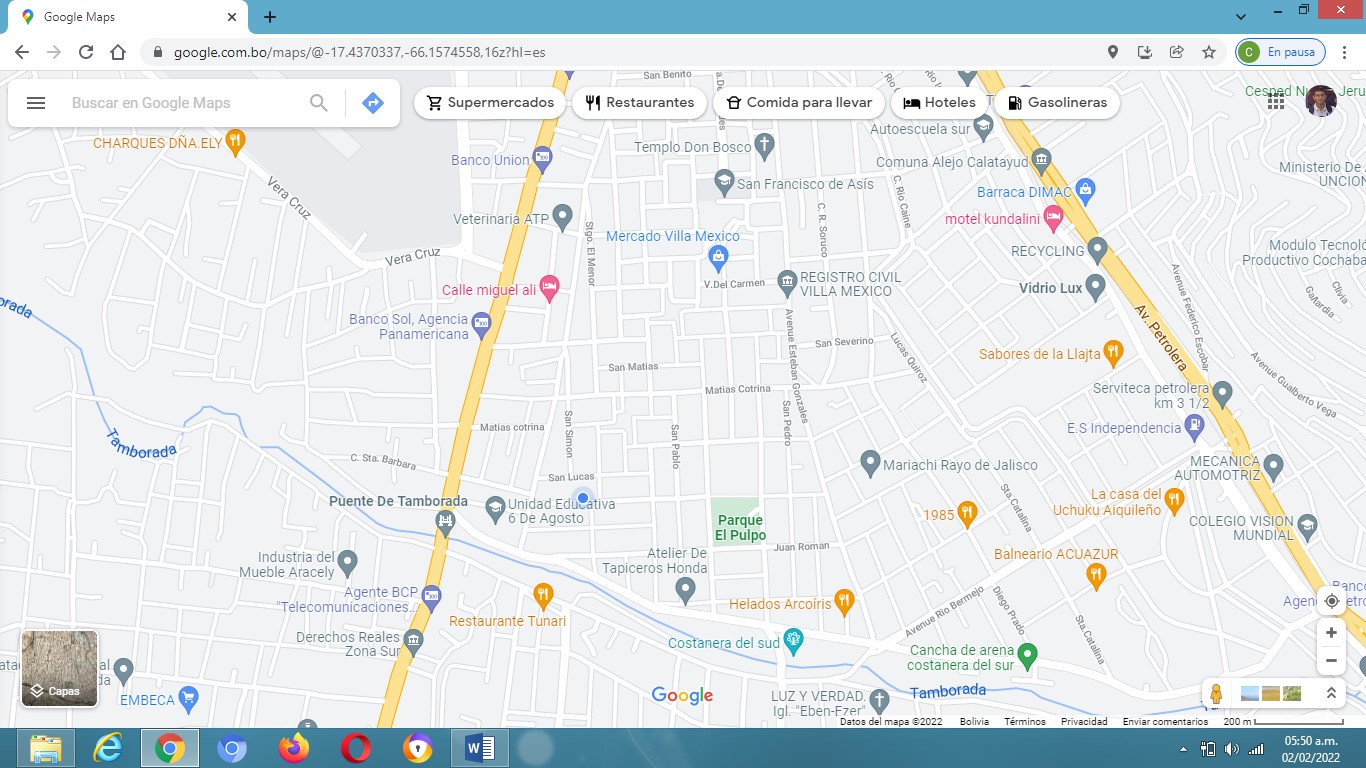 Google Maps
google.com.bo/maps/@-17.4370337,-66.1574558,16z?hl=es
C
En pausa
Buscar en Google Maps
Supermercados
Restaurantes
Comida para llevar
Hoteles
Gasolineras
San Benito
CHARQUES DÑA.ELY
Banco Union
Templo Don Bosco
Autoescuela sur
Comuna Alejo Calatayud
San Francisco de Asís
Barraca DIMAC
Vera Cruz
C. Rio Caine
Veterinaria ATP
motel kundalini
Stgo. El Menor
Mercado Villa Mexico
C. R. Soruco
RECYCLING
Vera Cruz
Modulo Tecnoló
Productivo Cochaba
Ministerio De
UNCION
REGISTRO CIVIL
VILLA MEXICO
V.Del Carmen
Vidrio Lux
Calle miguel ali
Avenue Federico Escobar
Clivia
Gamardia
Banco Sol, Agencia
Panamericana
Av. Petrolera
Avenue Esteban Gonzales
Lucas Quiroz
San Severino
Sabores de la Llajta
San Matias
Matias Cotrina
Serviteca petrolera
km 3 1/2
Avenue Gualberto Vega
Tamborada
Matias cotrina
San Simon
San Pablo
San Pedro
E.S Independencia
C. Sta. Barbara
Mariachi Rayo de Jalisco
MECANICA
AUTOMOTRIZ
San Lucas
Puente De Tamborada
Unidad Educativa
6 De Agosto
Sta. Catalina
La casa del
Uchuku Aiquileño
1985
Parque
El Pulpo
COLEGIO VISION
MUNDIAL
Juan Roman
Industria del
Mueble Aracely
Atelier De
Tapiceros Honda
Balneario ACUAZUR
Agente BCP
"Telecomunicaciones...
Helados Arcoíris
Avenue Rio Bermejo
Diego Prado
Sta.Catalina
Restaurante Tunari
Derechos Reales
Zona Sur
Costanera del sud
Cancha de arena
costanera del sur
Capas
EMBECA
Google
LUZ Y VERDAD.
Igl. "Eben-Ezer"
Tamborada
Datos del mapa ©2022
Bolivia
Términos
Privacidad
Enviar comentarios
200 m
05:50 a.m.
02/02/2022